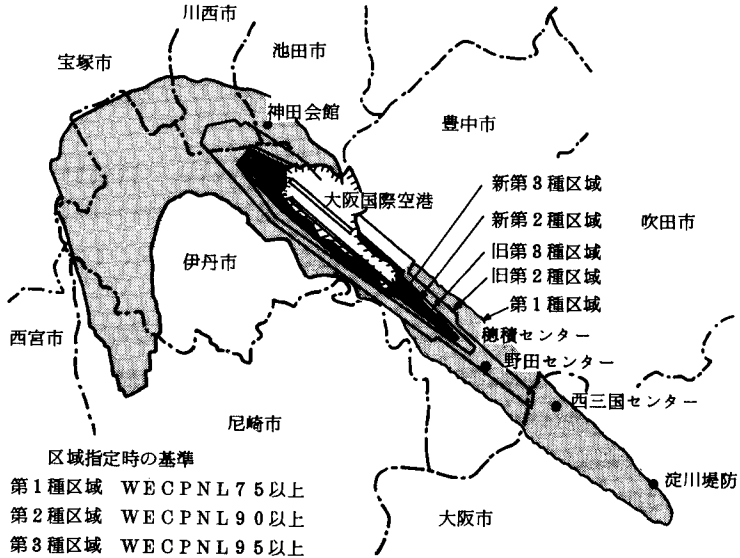 川西市
池田市
宝塚市
神田会館
豊中市
新第３種区域
大阪国際空港
新第２種区域
吹田市
旧第３種区域
伊丹市
旧第２種区域
第１種区域
西宮市
穂積センター
野田センター
西三国センター
尼崎市
区域指定時の基準
第１種区域　ＷＥＣＰＮＬ７５以上
淀川堤防
第２種区域　ＷＥＣＰＮＬ９０以上
大阪市
第３種区域　ＷＥＣＰＮＬ９５以上